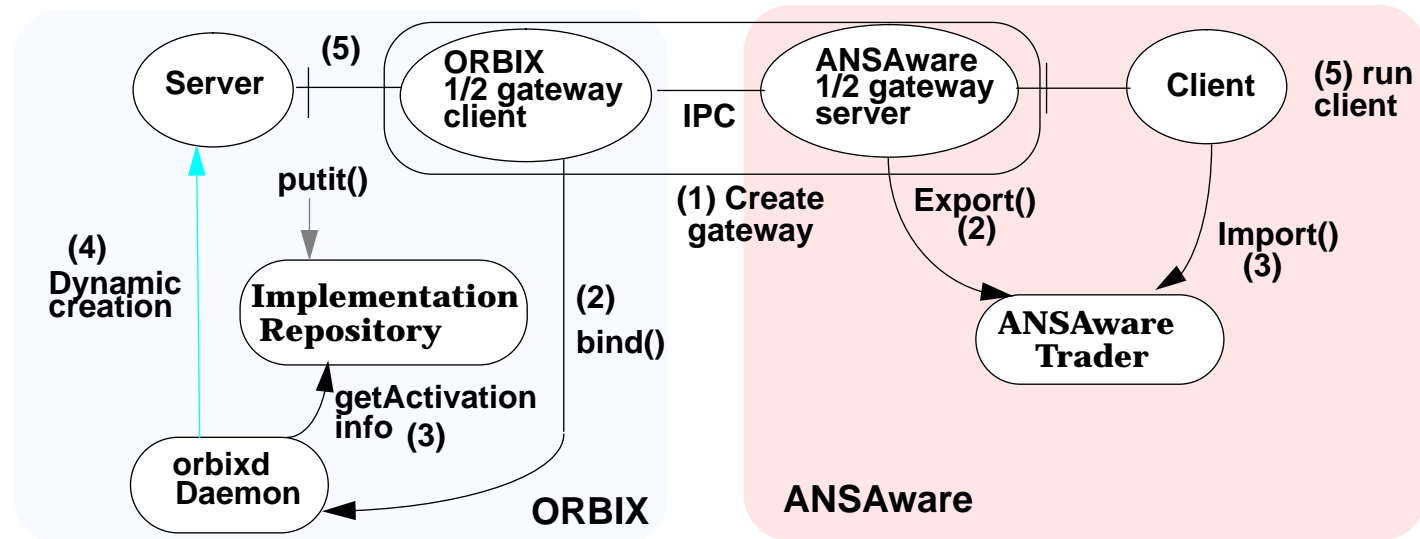 (5)
Server
ORBIX
1/2 gateway
client
IPC
ANSAware
1/2 gateway
server
Client
(5) run
client
putit()
(1) Create
gateway
Export()
(2)
Import()
(3)
(4)
Dynamic
creation
Implementation
Repository
(2)
bind()
ANSAware
Trader
getActivation
info (3)
orbixd
Daemon
ORBIX
ANSAware